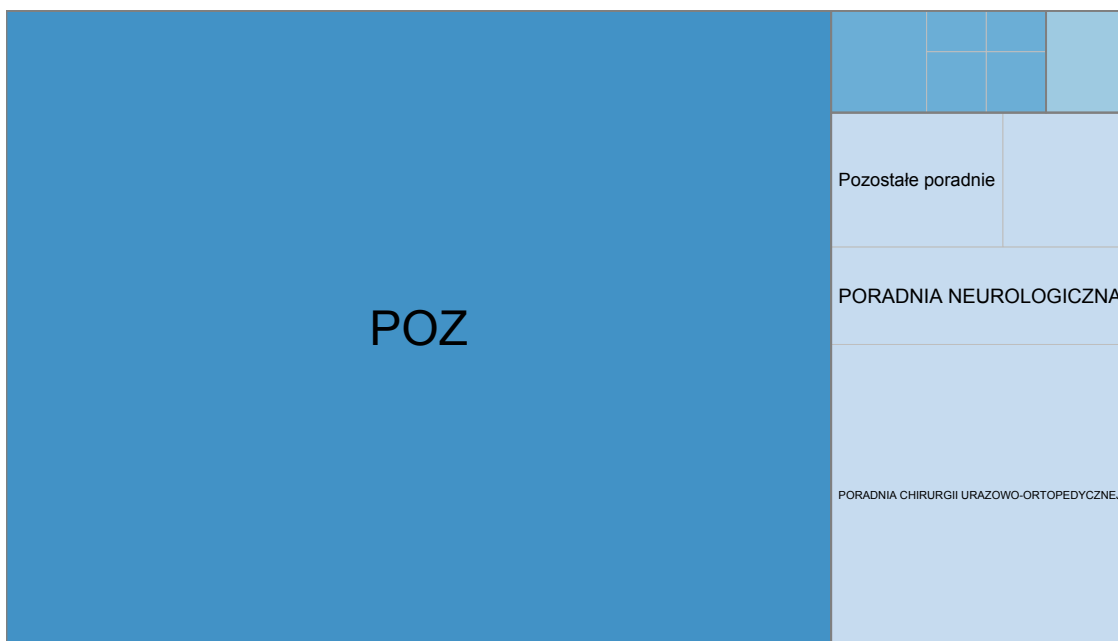 POZ
Pozostałe poradnie
PORADNIA NEUROLOGICZNA
PORADNIA CHIRURGII URAZOWO-ORTOPEDYCZNEJ